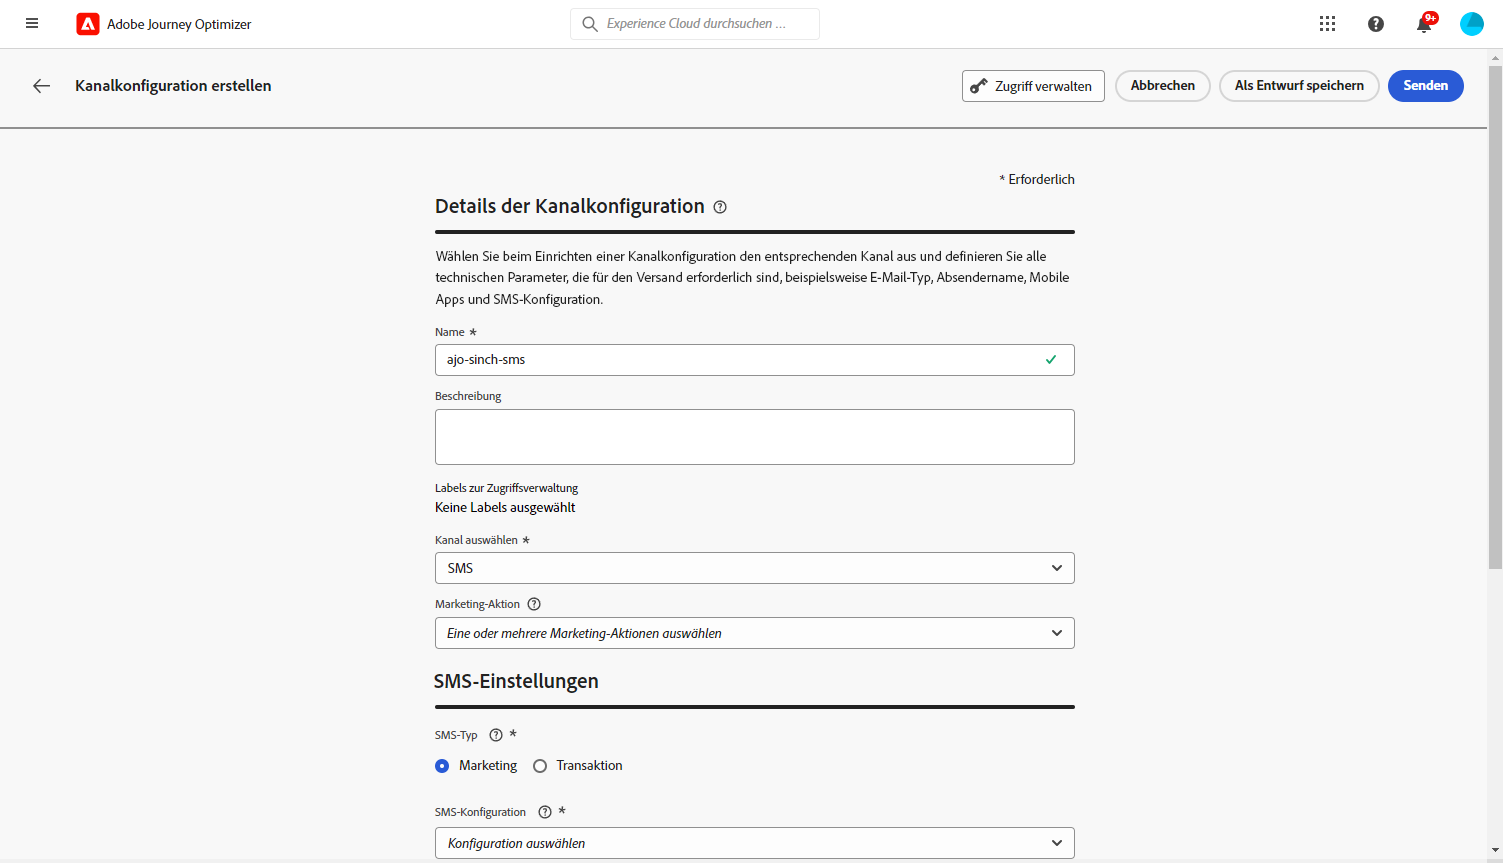 Adobe Journey Optimizer
Experience Cloud durchsuchen ...
9+
Kanalkonfiguration erstellen
Zugriff verwalten
Abbrechen
Als Entwurf speichern
Senden
* Erforderlich
Details der Kanalkonfiguration
Wählen Sie beim Einrichten einer Kanalkonfiguration den entsprechenden Kanal aus und definieren Sie alle
technischen Parameter, die für den Versand erforderlich sind, beispielsweise E-Mail-Typ, Absendername, Mobile
Apps und SMS-Konfiguration.
Name *
ajo-sinch-sms
Beschreibung
Labels zur Zugriffsverwaltung
Keine Labels ausgewählt
Kanal auswählen *
SMS
Marketing-Aktion
Eine oder mehrere Marketing-Aktionen auswählen
SMS-Einstellungen
SMS-Typ *
Marketing Transaktion
SMS-Konfiguration *
Konfiguration auswählen